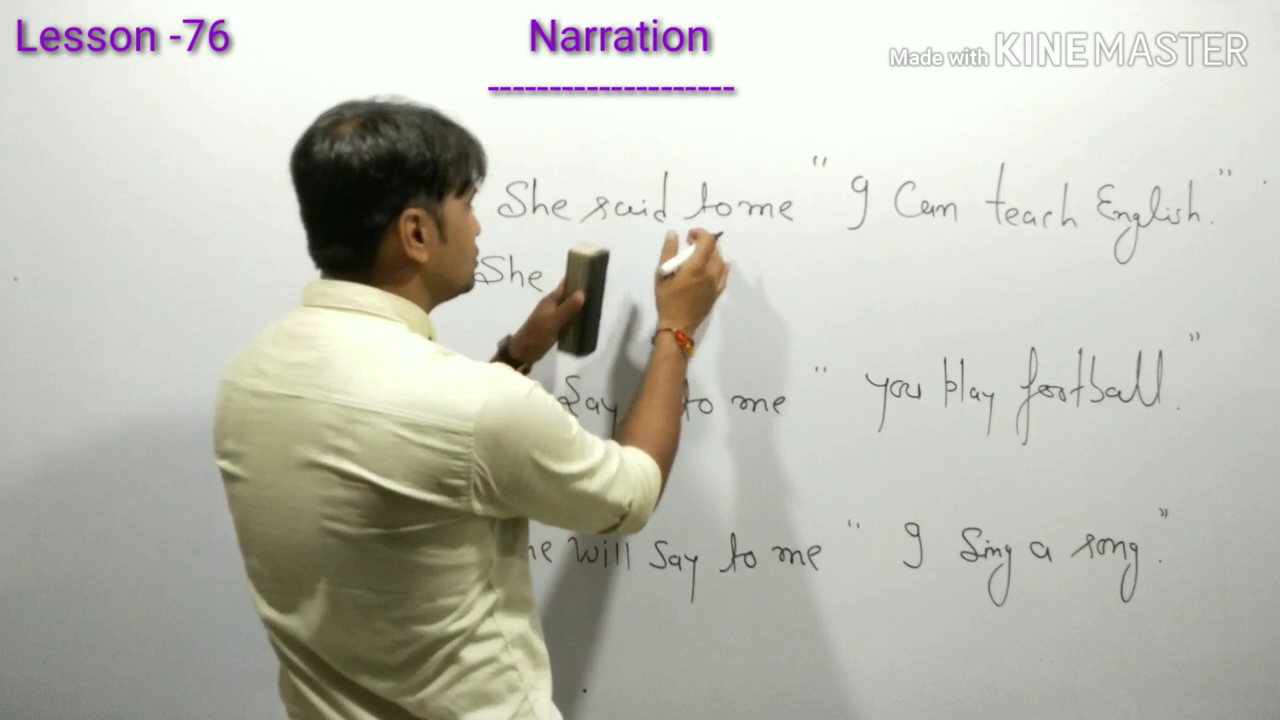 Lesson -76
Narration
Made with KINEMASTER
She said to me " I can teach English."
She
Say to me " you play football."
he will say to me " I sing a song."